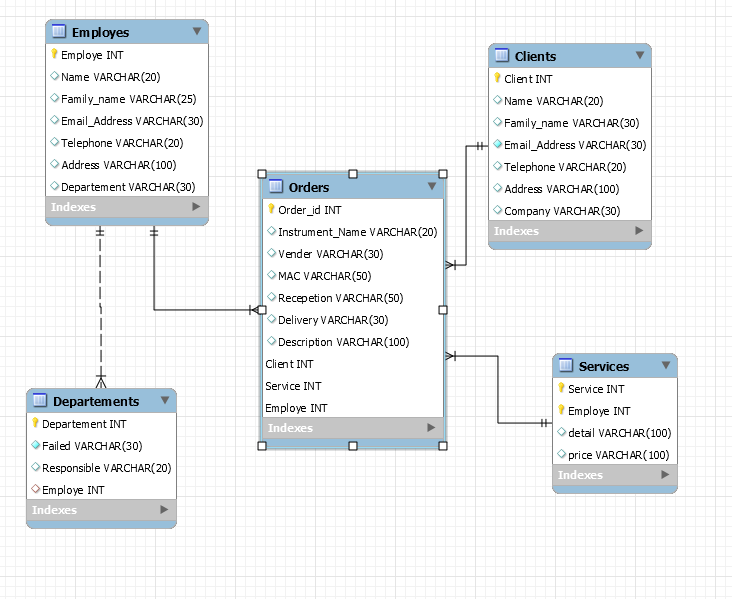 Employes
Employe INT
Name VARCHAR(20)
Family_name VARCHAR(25)
Email_Address VARCHAR(30)
Telephone VARCHAR(20)
Address VARCHAR(100)
Departement VARCHAR(30)
Indexes
Clients
Client INT
Name VARCHAR(20)
Family_name VARCHAR(30)
Email_Address VARCHAR(30)
Telephone VARCHAR(20)
Address VARCHAR(100)
Company VARCHAR(30)
Indexes
Orders
Order_id INT
Instrument_Name VARCHAR(20)
Vender VARCHAR(30)
MAC VARCHAR(50)
Recepetion VARCHAR(50)
Delivery VARCHAR(30)
Description VARCHAR(100)
Client INT
Service INT
Employe INT
Indexes
Departements
Departement INT
Failed VARCHAR(30)
Responsible VARCHAR(20)
Employe INT
Indexes
Services
Service INT
Employe INT
detail VARCHAR(100)
price VARCHAR(100)
Indexes